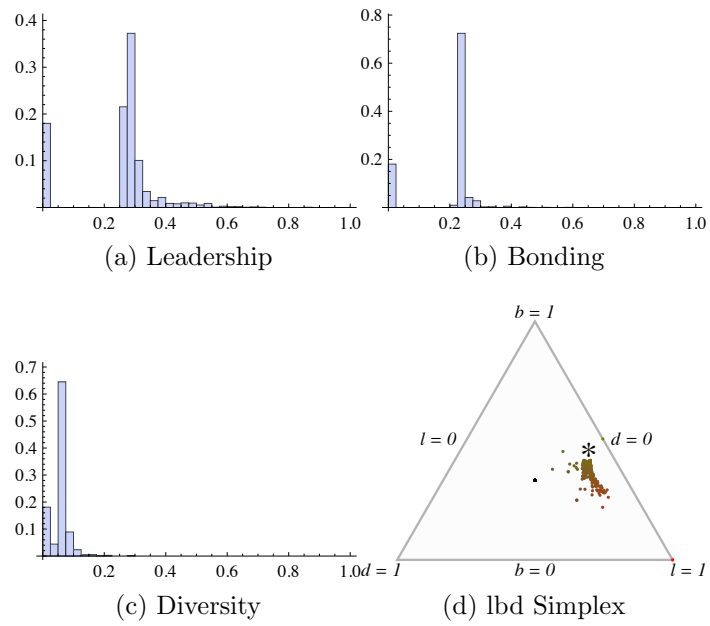 0.4
0.3
0.2
0.1
0.2 0.4 0.6 0.8 1.0
(a) Leadership
0.8
0.6
0.4
0.2
0.2 0.4 0.6 0.8 1.0
(b) Bonding
0.7
0.6
0.5
0.4
0.3
0.2
0.1
0.2 0.4 0.6 0.8 1.0
(c) Diversity
b = 1
l = 0 d = 0
*
d = 1 b = 0 l = 1
(d) lbd Simplex